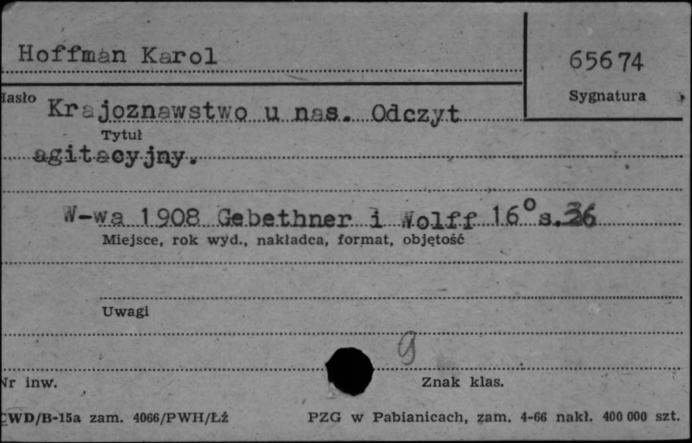 Hoffman Karol
65674
Sygnatura
Hasło
Krajoznawstwo u nas. Odczyt
Tytuł
agitacyjny.
W-wa 1908 Gebethner i Wolff 16° s.36
Miejsce, rok wyd., nakładca, format, objętość
Uwagi
g
Nr inw.
Znak klas.
CWD/B-15a zam. 4066/PWH/Łż
PZG w Pabianicach, zam. 4-66 nakł. 400 000 szt.